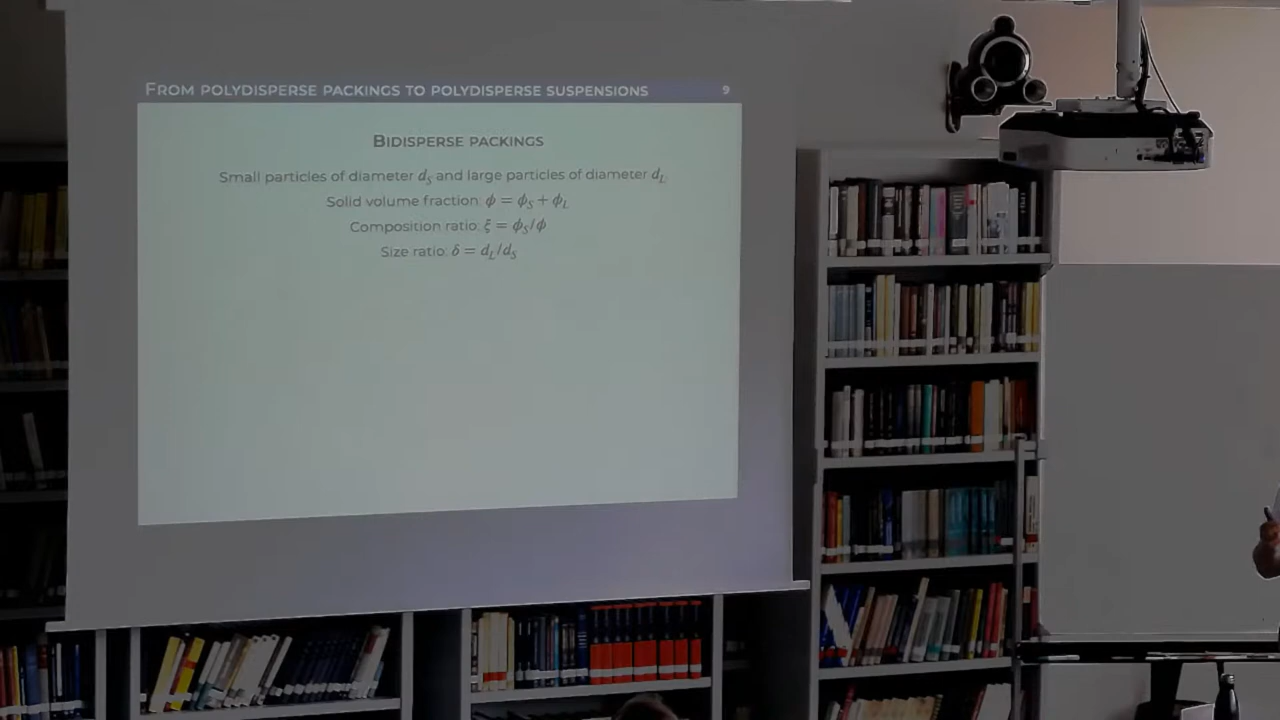 FROM POLYDISPERSE PACKINGS TO POLYDISPERSE SUSPENSIONS 9
BIDISPERSE PACKINGS
Small particles of diameter d_S and large particles of diameter d_L
Solid volume fraction: ϕ = ϕ_S + ϕ_L
Composition ratio: ξ = ϕ_S/ϕ
Size ratio: δ = d_L/d_S